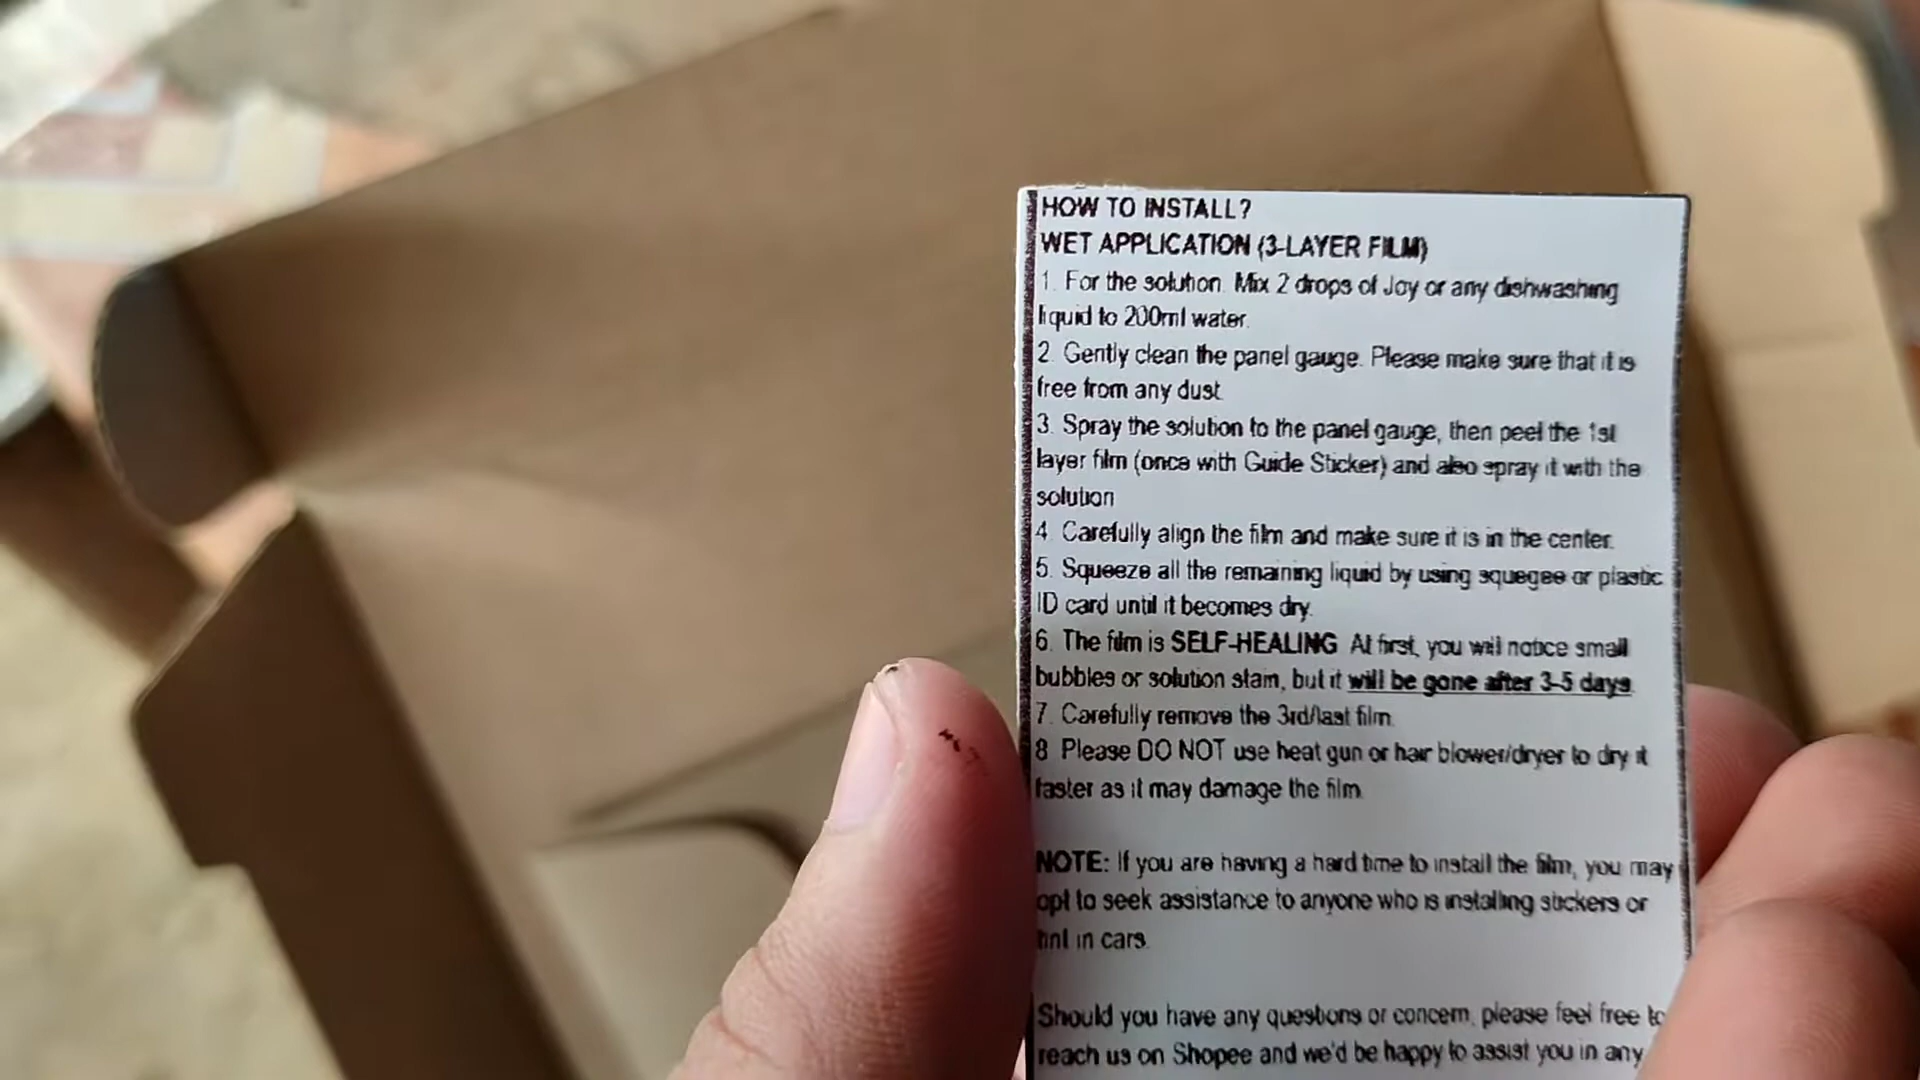 HOW TO INSTALL?
WET APPLICATION (3-LAYER FILM)
1. For the solution. Mix 2 drops of Joy or any dishwashing
liquid to 200ml water.
2. Gently clean the panel gauge. Please make sure that it is
free from any dust.
3. Spray the solution to the panel gauge, then peel the 1st
layer film (once with Guide Sticker) and also spray it with the
solution
4. Carefully align the film and make sure it is in the center.
5. Squeeze all the remaining liquid by using squegee or plastic
ID card until it becomes dry.
6. The film is SELF-HEALING At first, you will notice small
bubbles or solution stain, but it will be gone after 3-5 days.
7. Carefully remove the 3rd/last film.
8 Please DO NOT use heat gun or hair blower/dryer to dry it
faster as it may damage the film.
NOTE: If you are having a hard time to install the film, you may
opt to seek assistance to anyone who is installing stickers or
tint in cars.
Should you have any questions or concern, please feel free to
reach us on Shopee and we'd be happy to assist you in any